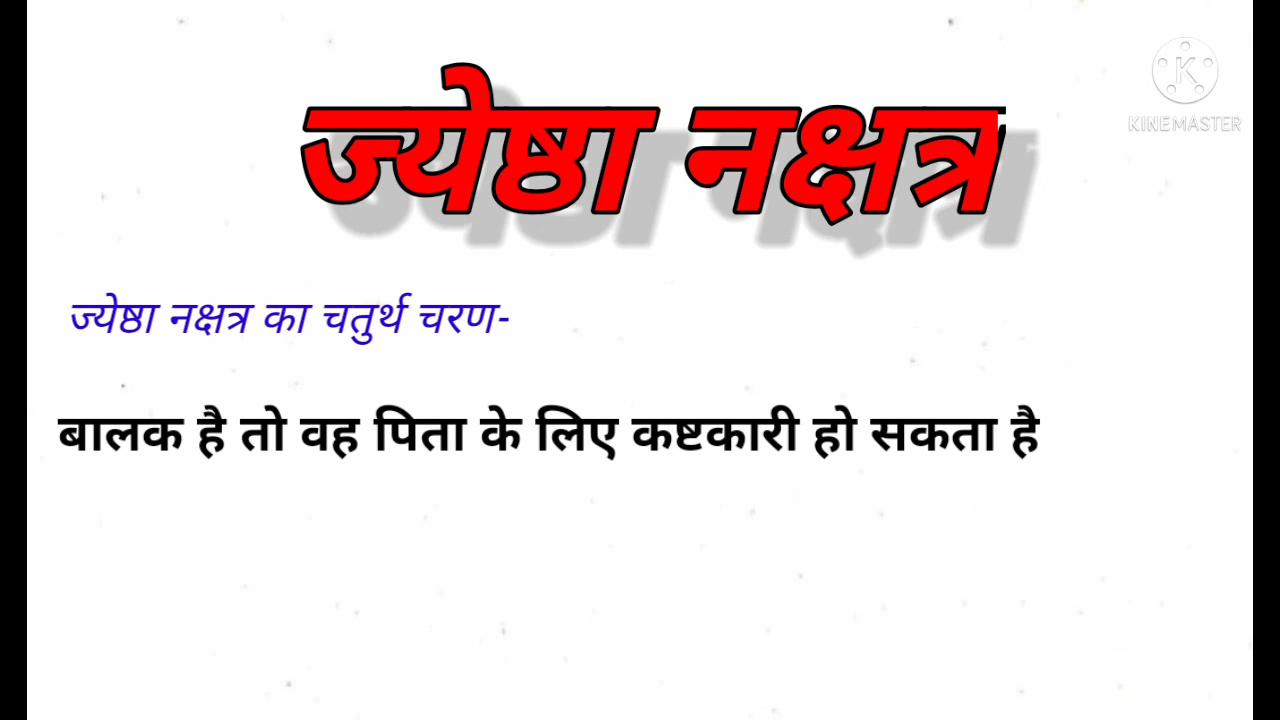 ज्येष्ठा नक्षत्र
KINEMASTER
ज्येष्ठा नक्षत्र का चतुर्थ चरण-
बालक है तो वह पिता के लिए कष्टकारी हो सकता है